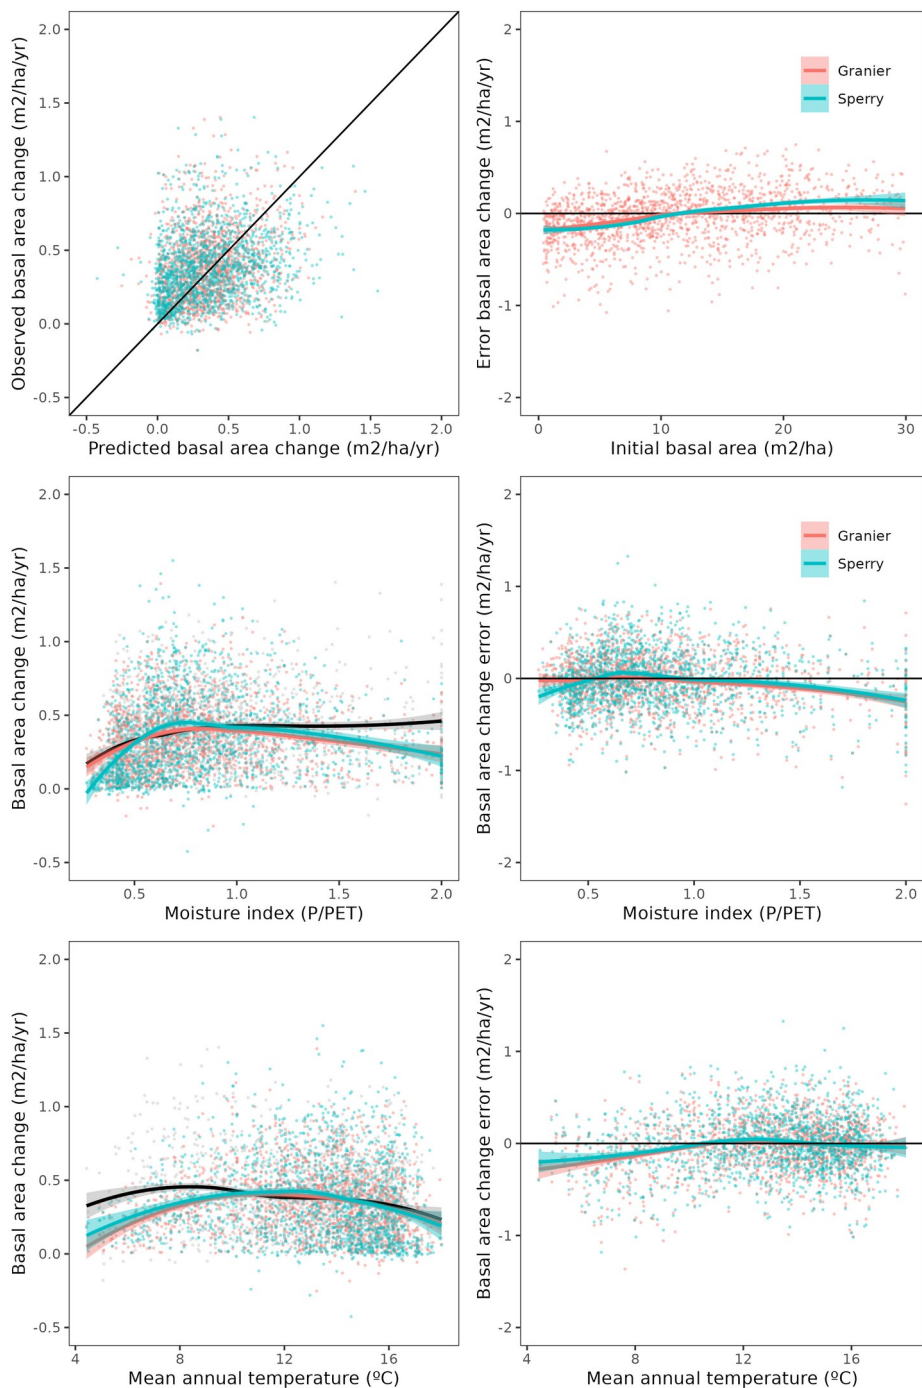 Observed basal area change (m2/ha/yr)
2.0
1.5
1.0
0.5
0.0
-0.5
-0.5 0.0 0.5 1.0 1.5 2.0
Predicted basal area change (m2/ha/yr)
Error basal area change (m2/ha/yr)
2
1
0
-1
-2
Granier
Sperry
0 10 20 30
Initial basal area (m2/ha)
Basal area change (m2/ha/yr)
2.0
1.5
1.0
0.5
0.0
-0.5
0.5 1.0 1.5 2.0
Moisture index (P/PET)
Basal area change error (m2/ha/yr)
2
1
0
-1
-2
Granier
Sperry
0.5 1.0 1.5 2.0
Moisture index (P/PET)
Basal area change (m2/ha/yr)
2.0
1.5
1.0
0.5
0.0
-0.5
4 8 12 16
Mean annual temperature (ºC)
Basal area change error (m2/ha/yr)
2
1
0
-1
-2
4 8 12 16
Mean annual temperature (ºC)